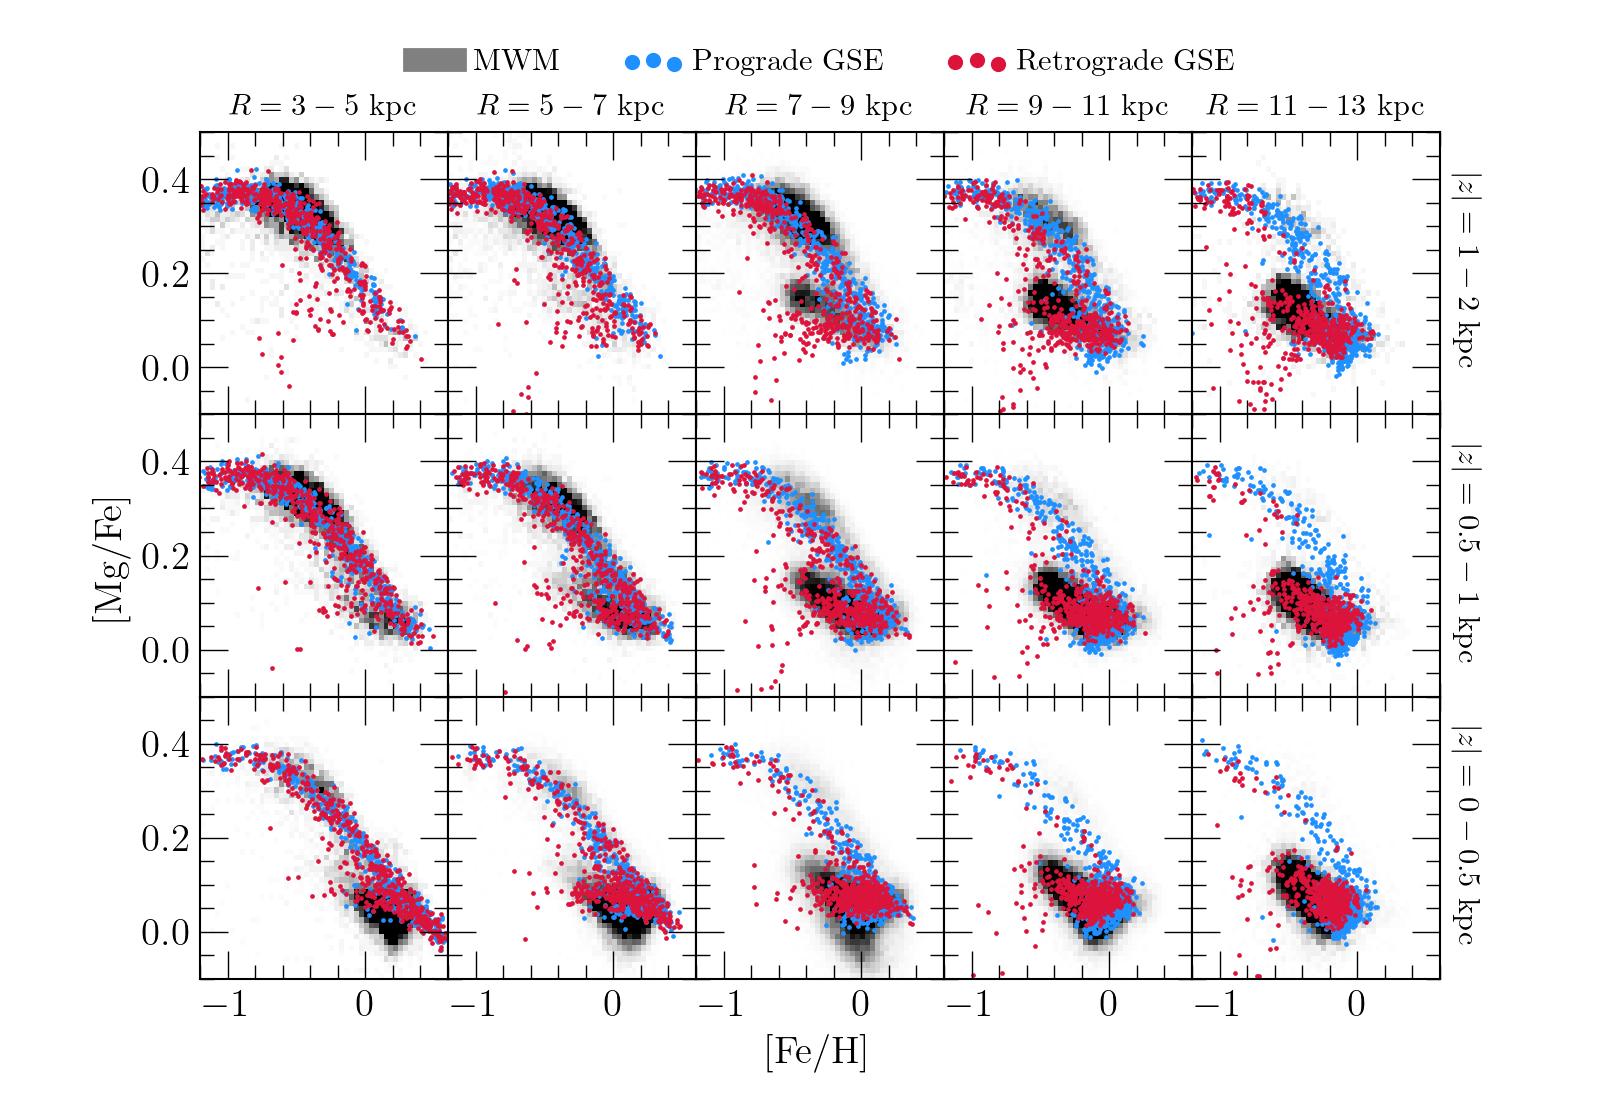 MWM Prograde GSE Retrograde GSE
R = 3 − 5 kpc R = 5 − 7 kpc R = 7 − 9 kpc R = 9 − 11 kpc R = 11 − 13 kpc
0.4
0.2
0.0
|z| = 1 − 2 kpc
0.4
0.2
0.0
|z| = 0.5 − 1 kpc
[Mg/Fe]
0.4
0.2
0.0
|z| = 0 − 0.5 kpc
−1 0 −1 0 −1 0 −1 0 −1 0
[Fe/H]